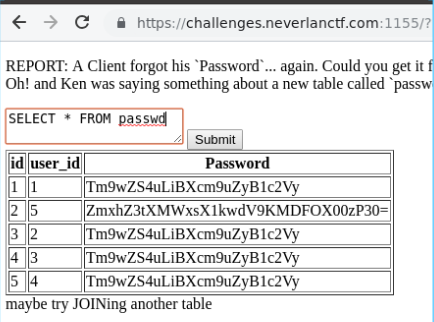 https://challenges.neverlanctf.com:1155/?
REPORT: A Client forgot his `Password`... again. Could you get it f
Oh! and Ken was saying something about a new table called `passw
SELECT * FROM passwd
Submit
id user_id Password
1 1 Tm9wZS4uLiBXcm9uZyB1c2Vy
2 5 ZmxhZ3tXMWxsX1kwdV9KMDFOX00zP30=
3 2 Tm9wZS4uLiBXcm9uZyB1c2Vy
4 3 Tm9wZS4uLiBXcm9uZyB1c2Vy
5 4 Tm9wZS4uLiBXcm9uZyB1c2Vy
maybe try JOINing another table